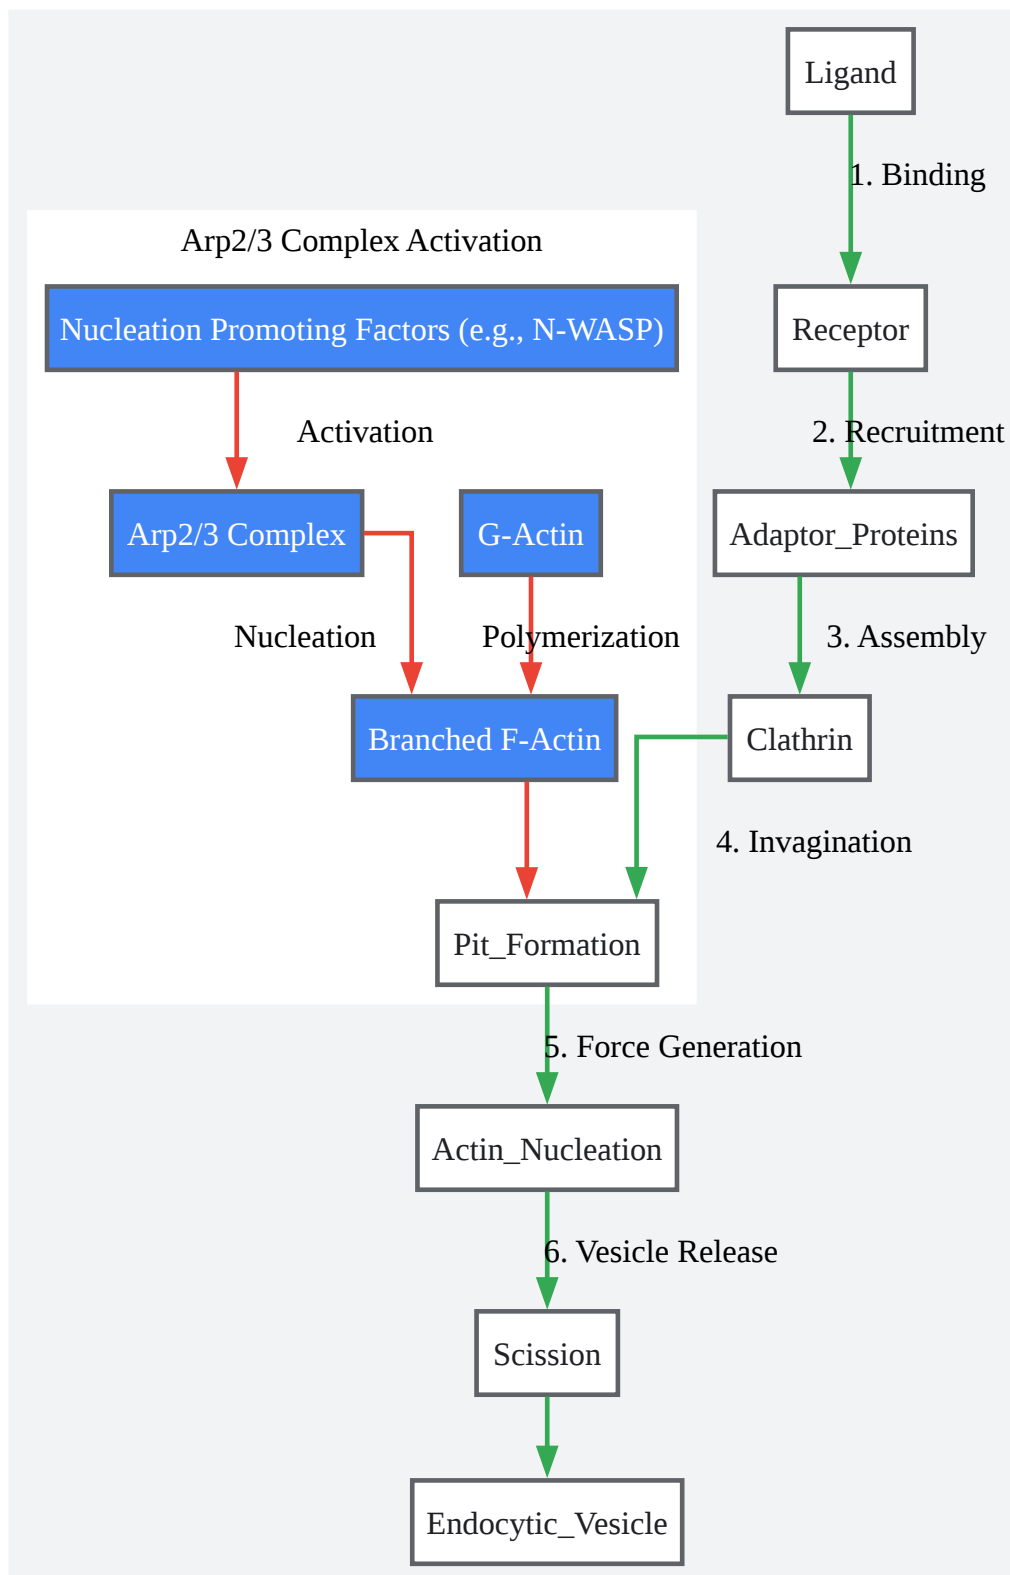 Ligand
1. Binding
Arp2/3 Complex Activation
Nucleation Promoting Factors (e.g., N-WASP)
Receptor
Activation
2. Recruitment
Arp2/3 Complex
G-Actin
Adaptor_Proteins
Nucleation
Polymerization
3. Assembly
Branched F-Actin
Clathrin
4. Invagination
Pit_Formation
5. Force Generation
Actin_Nucleation
6. Vesicle Release
Scission
Endocytic_Vesicle